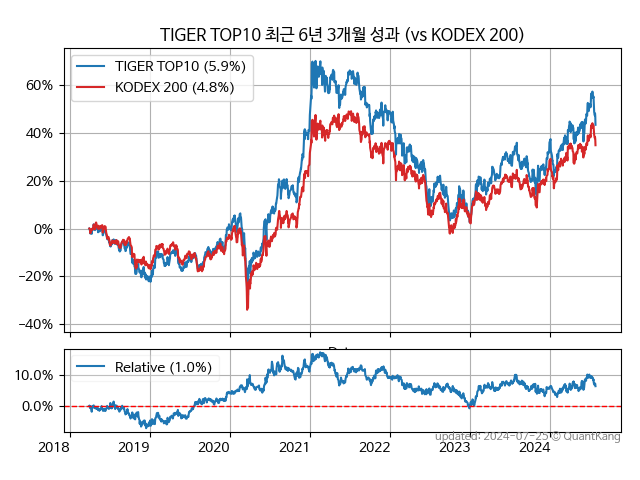 TIGER TOP10 최근 6년 3개월 성과 (vs KODEX 200)
TIGER TOP10 (5.9%)
KODEX 200 (4.8%)
60%
40%
20%
0%
−20%
−40%
Relative (1.0%)
10.0%
0.0%
2018 2019 2020 2021 2022 2023 2024
updated: 2024-07-25 © QuantKang